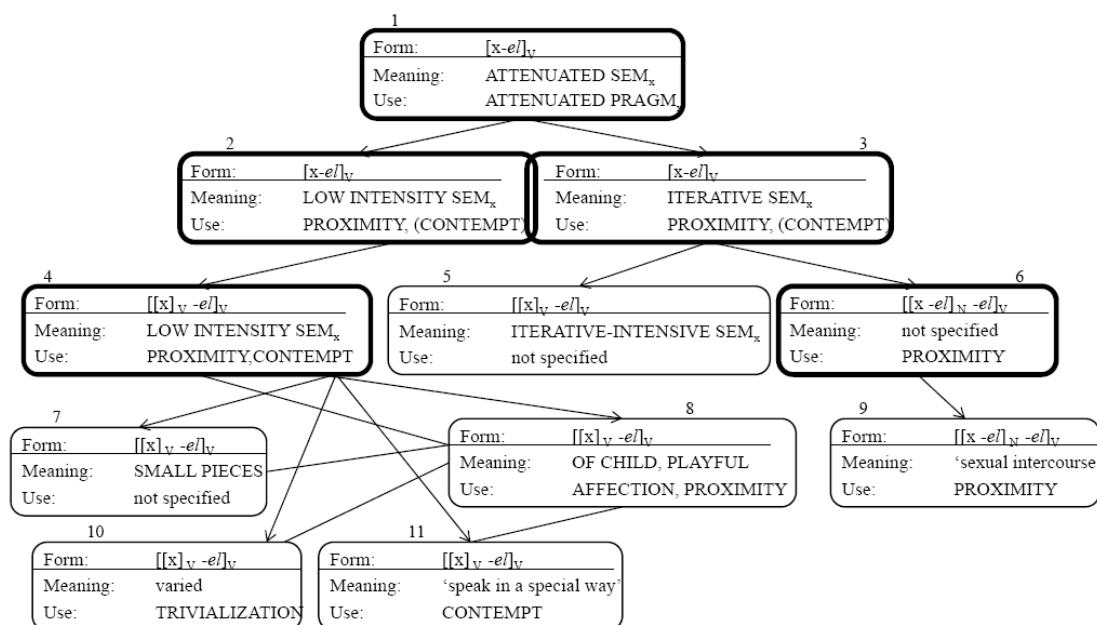 1
Form: [x-el]V
Meaning: ATTENUATED SEMx
Use: ATTENUATED PRAGMx
2
Form: [x-el]V
Meaning: LOW INTENSITY SEMx
Use: PROXIMITY, (CONTEMPT)
3
Form: [x-el]V
Meaning: ITERATIVE SEMx
Use: PROXIMITY, (CONTEMPT)
4
Form: [[x]V -el]V
Meaning: LOW INTENSITY SEMx
Use: PROXIMITY,CONTEMPT
5
Form: [[x]V -el]V
Meaning: ITERATIVE-INTENSIVE SEMx
Use: not specified
6
Form: [[x -el]N -el]V
Meaning: not specified
Use: PROXIMITY
7
Form: [[x]V -el]V
Meaning: SMALL PIECES
Use: not specified
8
Form: [[x]V -el]V
Meaning: OF CHILD, PLAYFUL
Use: AFFECTION, PROXIMITY
9
Form: [[x -el]N -el]V
Meaning: ‘sexual intercourse
Use: PROXIMITY
10
Form: [[x]V -el]V
Meaning: varied
Use: TRIVIALIZATION
11
Form: [[x]V -el]V
Meaning: ‘speak in a special way’
Use: CONTEMPT